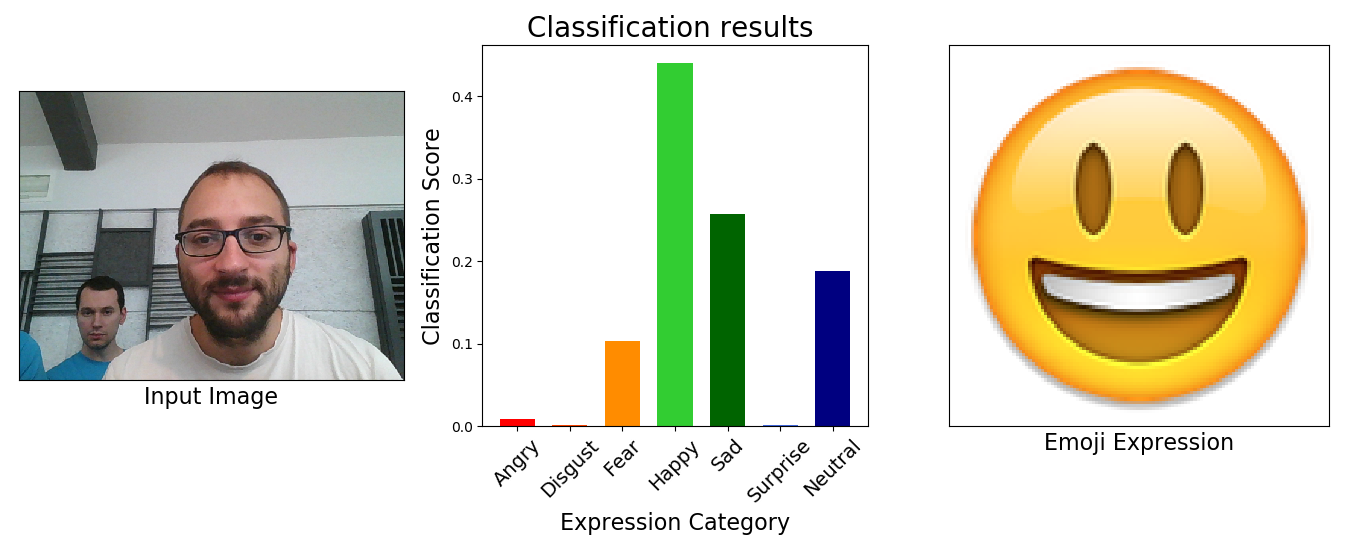 Classification results
Input Image
Classification Score
0.0
0.1
0.2
0.3
0.4
Angry
Disgust
Fear
Happy
Sad
Surprise
Neutral
Expression Category
Emoji Expression